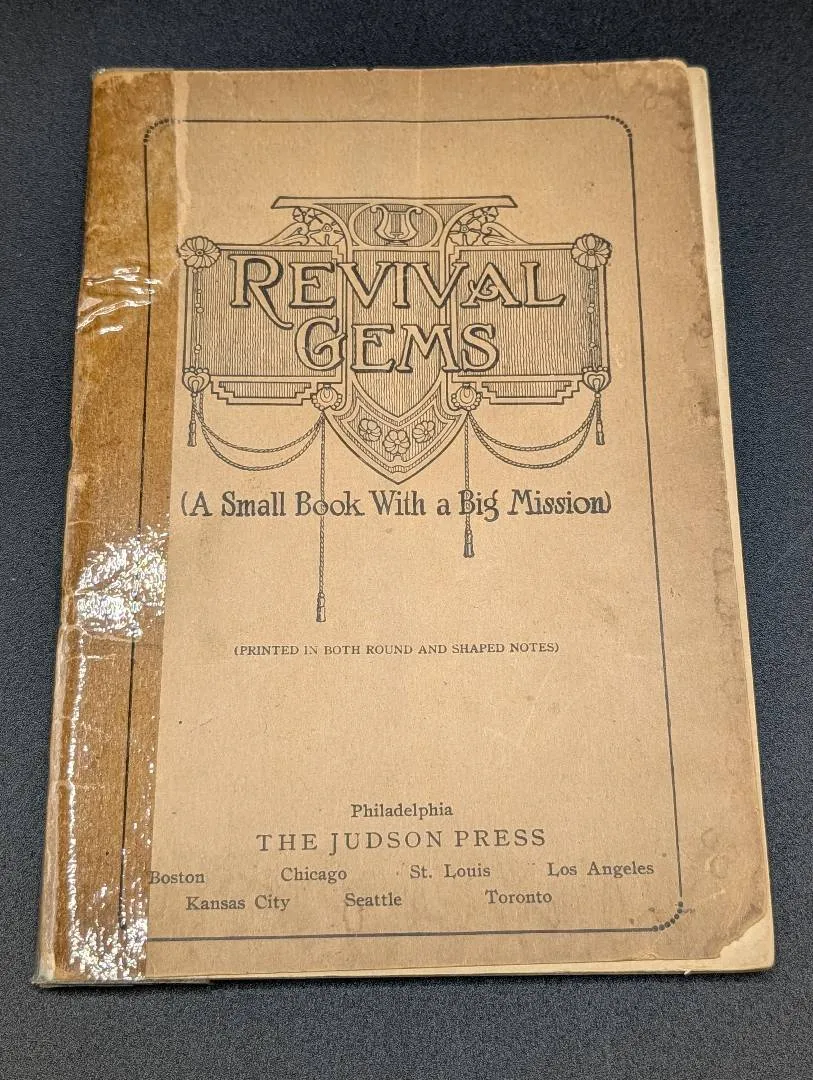 REVIVAL
GEMS
(A Small Book With a Big Mission)
(PRINTED IN BOTH ROUND AND SHAPED NOTES)
Philadelphia
THE JUDSON PRESS
Boston Chicago St. Louis Los Angeles
Kansas City Seattle Toronto